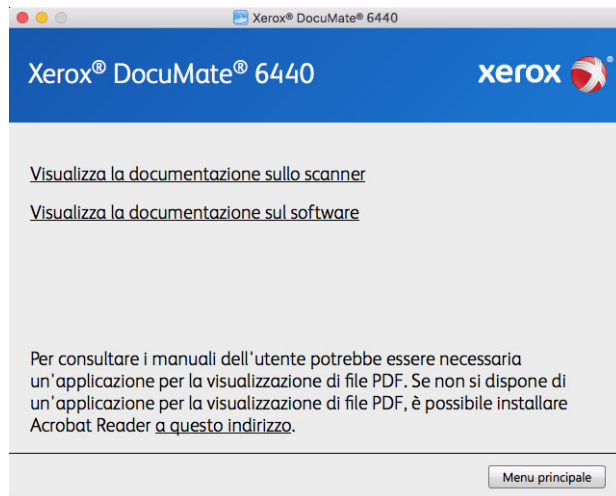 Xerox® DocuMate® 6440
Xerox® DocuMate® 6440
xerox ®
Visualizza la documentazione sullo scanner
Visualizza la documentazione sul software
Per consultare i manuali dell'utente potrebbe essere necessaria
un'applicazione per la visualizzazione di file PDF. Se non si dispone di
un'applicazione per la visualizzazione di file PDF, è possibile installare
Acrobat Reader a questo indirizzo.
Menu principale